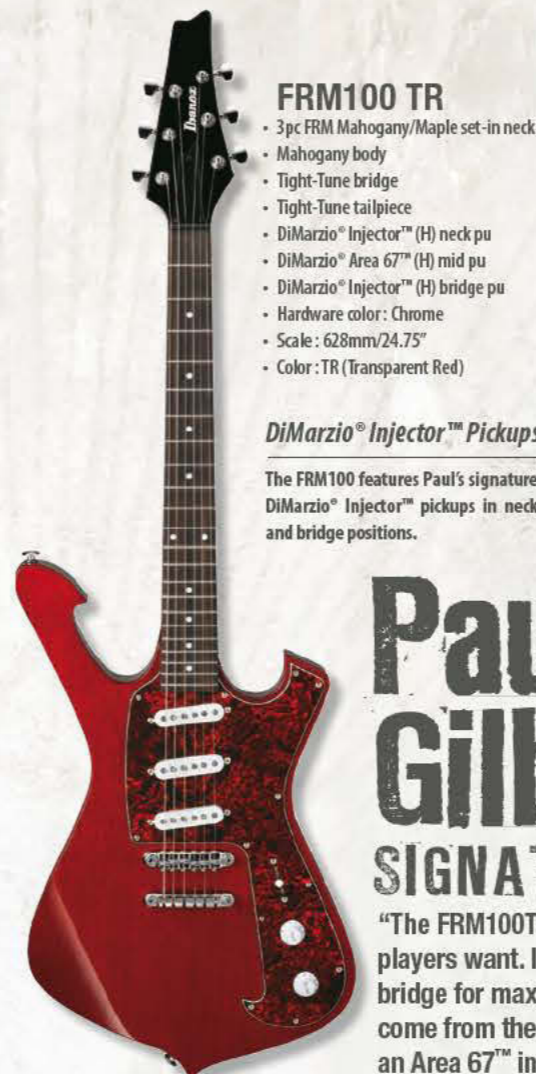 Ibanez
FRM100 TR
• 3pc FRM Mahogany/Maple set-in neck
• Mahogany body
• Tight-Tune bridge
• Tight-Tune tailpiece
• DiMarzio® Injector™ (H) neck pu
• DiMarzio® Area 67™ (H) mid pu
• DiMarzio® Injector™ (H) bridge pu
• Hardware color : Chrome
• Scale : 628mm/24.75"
• Color : TR (Transparent Red)
DiMarzio® Injector™ Pickups
The FRM100 features Paul's signature
DiMarzio® Injector™ pickups in neck
and bridge positions.
Pau
Gil
SIGNA
“The FRM100T
players want. I
bridge for max
come from the
an Area 67™ in